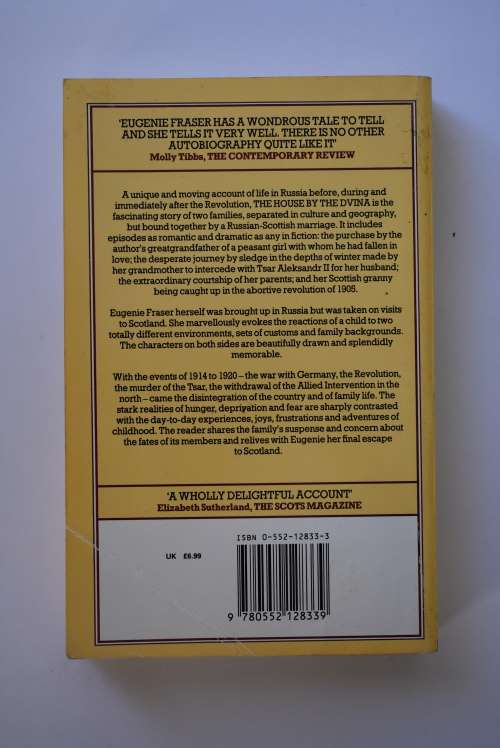 'EUGENIE FRASER HAS A WONDROUS TALE TO TELL
AND SHE TELLS IT VERY WELL. THERE IS NO OTHER
AUTOBIOGRAPHY QUITE LIKE IT'
Molly Tibbs, THE CONTEMPORARY REVIEW
A unique and moving account of life in Russia before, during and
immediately after the Revolution, THE HOUSE BY THE DVINA is the
fascinating story of two families, separated in culture and geography,
but bound together by a Russian-Scottish marriage. It includes
episodes as romantic and dramatic as any in fiction: the purchase by the
author's greatgrandfather of a peasant girl with whom he had fallen in
love; the desperate journey by sledge in the depths of winter made by
her grandmother to intercede with Tsar Aleksandr II for her husband;
the extraordinary courtship of her parents; and her Scottish granny
being caught up in the abortive revolution of 1905.
Eugenie Fraser herself was brought up in Russia but was taken on visits
to Scotland. She marvellously evokes the reactions of a child to two
totally different environments, sets of customs and family backgrounds.
The characters on both sides are beautifully drawn and splendidly
memorable.
With the events of 1914 to 1920 – the war with Germany, the Revolution,
the murder of the Tsar, the withdrawal of the Allied Intervention in the
north – came the disintegration of the country and of family life. The
stark realities of hunger, deprivation and fear are sharply contrasted
with the day-to-day experiences, joys, frustrations and adventures of
childhood. The reader shares the family's suspense and concern about
the fates of its members and relives with Eugenie her final escape
to Scotland.
'A WHOLLY DELIGHTFUL ACCOUNT'
Elizabeth Sutherland, THE SCOTS MAGAZINE
ISBN 0-552-12833-3
UK £6.99
9 780552 128339